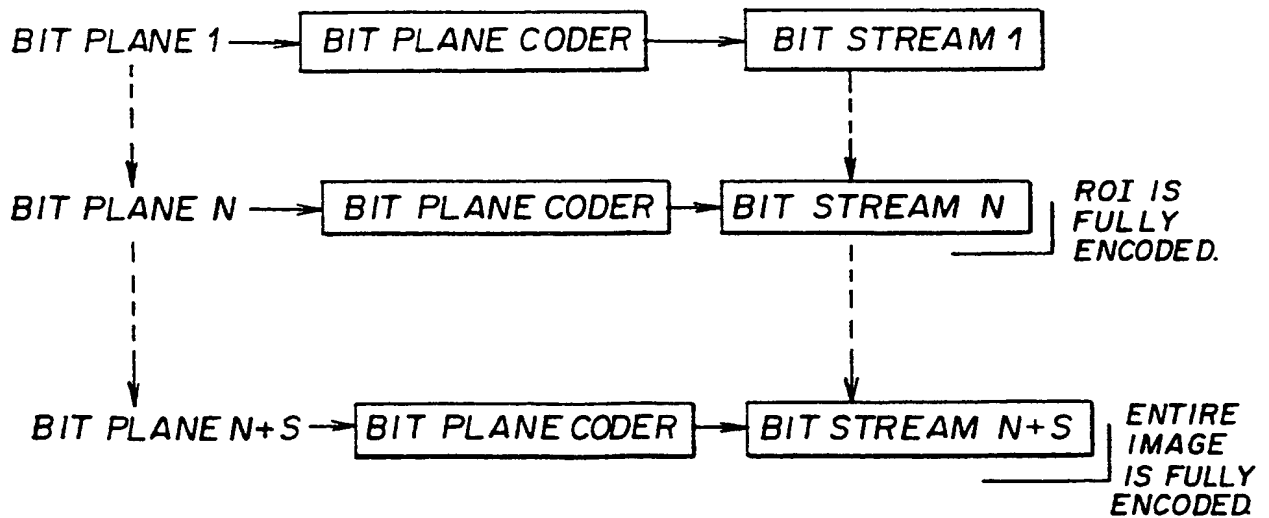 BIT PLANE 1
BIT PLANE CODER
BIT STREAM 1
BIT PLANE N
BIT PLANE CODER
BIT STREAM N
ROI IS
FULLY
ENCODED.
BIT PLANE N+S
BIT PLANE CODER
BIT STREAM N+S
ENTIRE
IMAGE
IS FULLY
ENCODED.